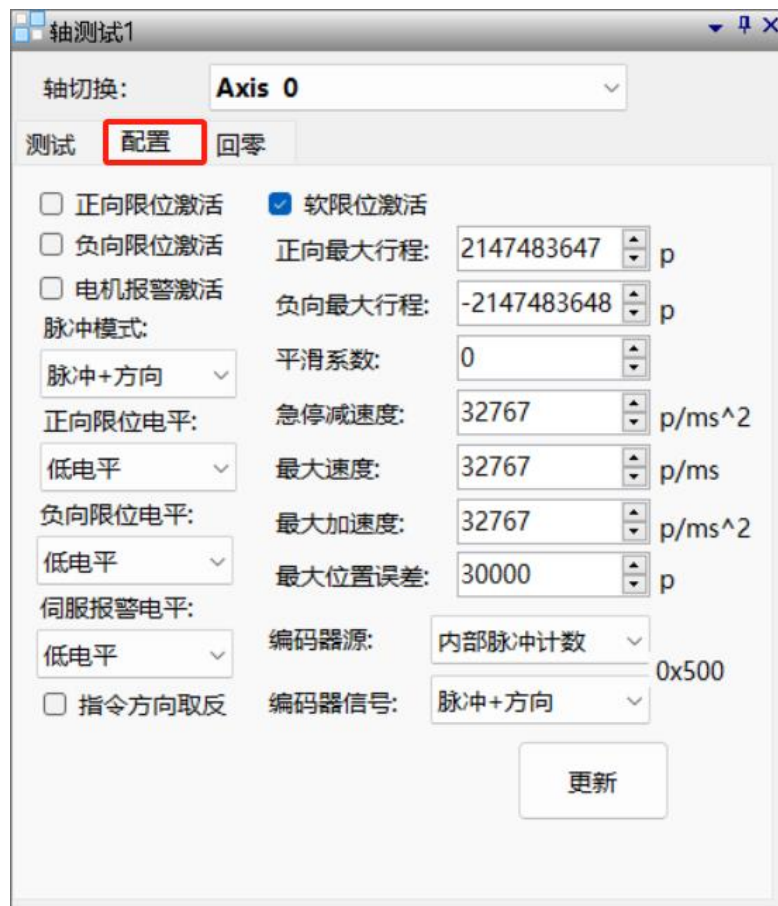 轴测试1
轴切换: Axis 0
测试 配置 回零
正向限位激活 软限位激活
负向限位激活 正向最大行程: 2147483647 p
电机报警激活 负向最大行程: -2147483648 p
脉冲模式:
脉冲+方向 平滑系数: 0
正向限位电平: 急停减速度: 32767 p/ms^2
低电平 最大速度: 32767 p/ms
负向限位电平: 最大加速度: 32767 p/ms^2
低电平 最大位置误差: 30000 p
伺服报警电平:
低电平 编码器源: 内部脉冲计数
0x500
指令方向取反 编码器信号: 脉冲+方向
更新